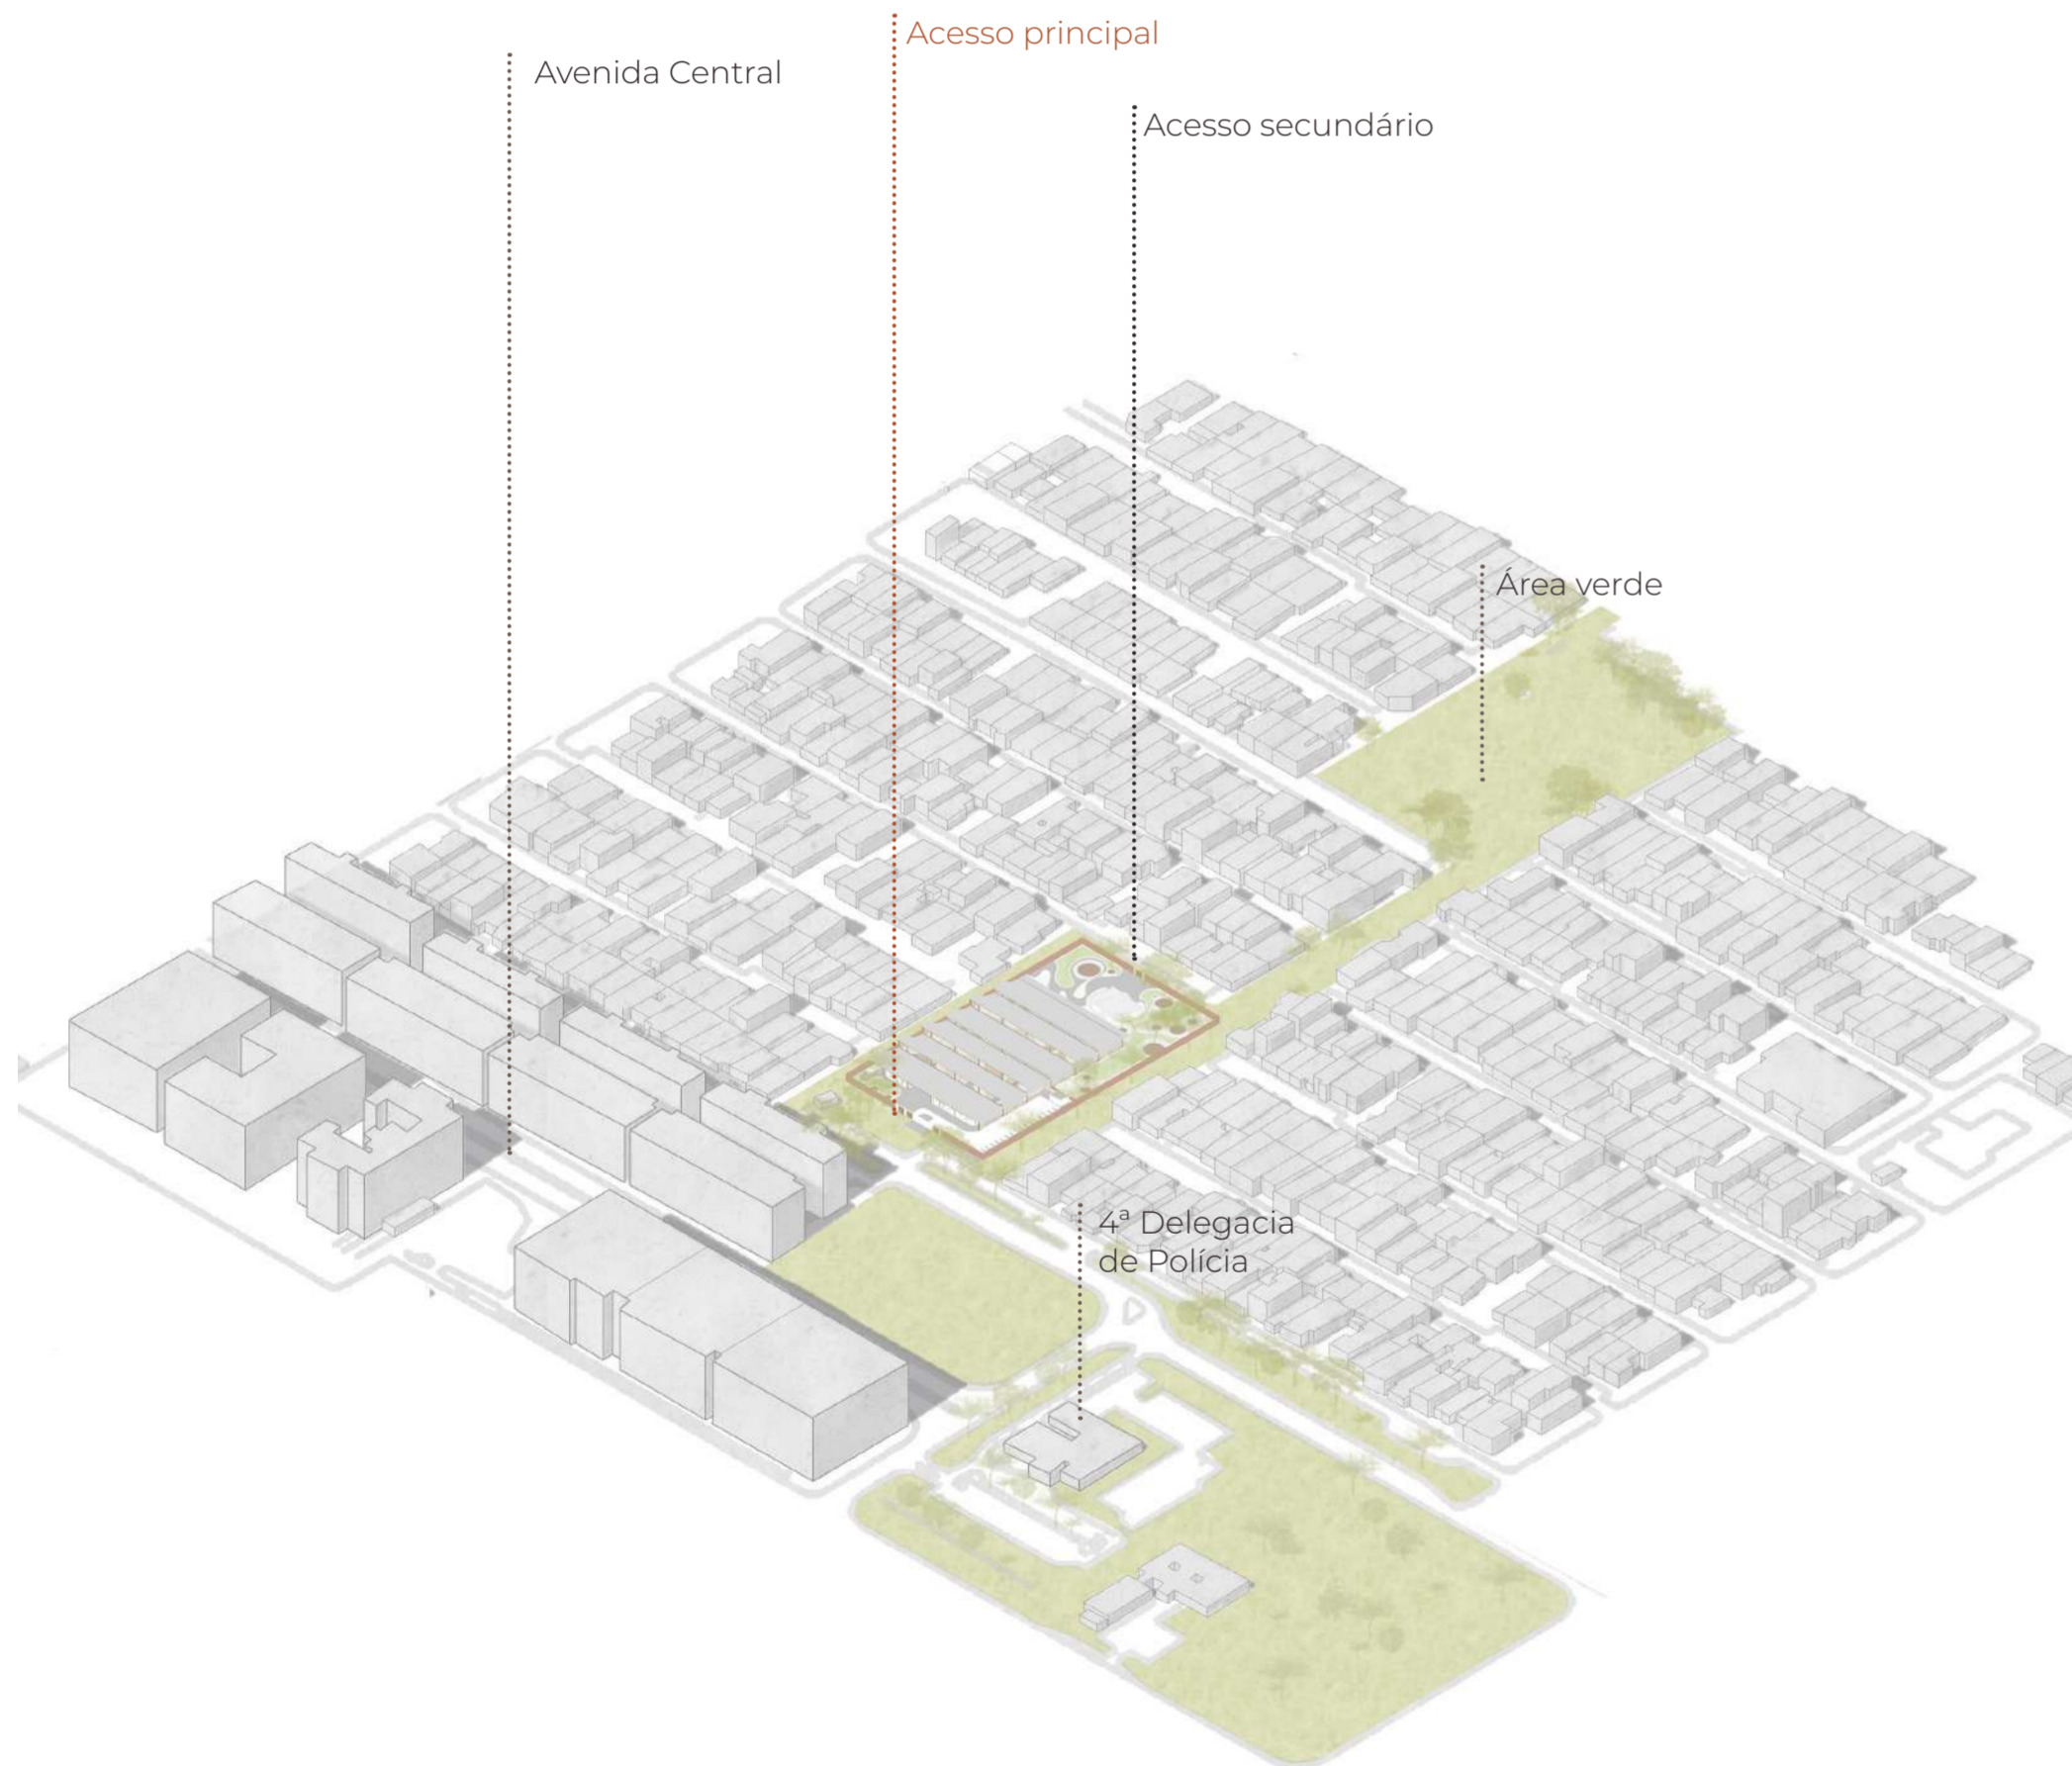 Acesso principal
Avenida Central
Acesso secundário
Área verde
4ª Delegacia
de Polícia